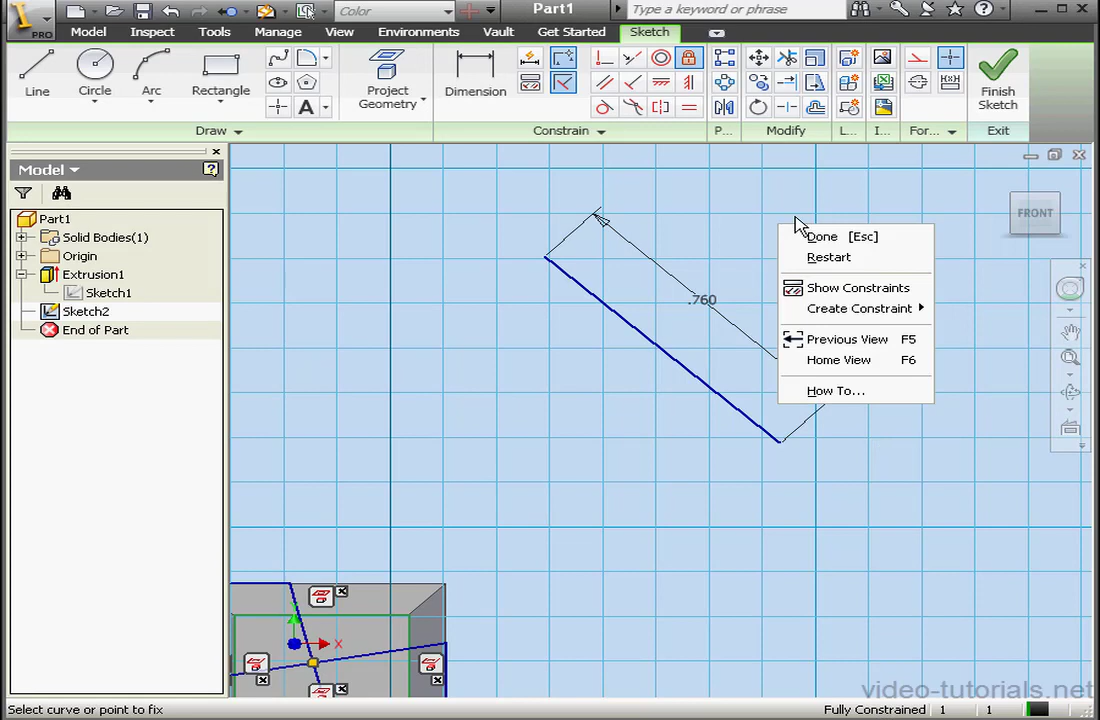 Color
Part1
Type a keyword or phrase
PRO
Model
Inspect
Tools
Manage
View
Environments
Vault
Get Started
Sketch
Line
Circle
Arc
Rectangle
A
Project
Geometry
Dimension
Finish
Sketch
Draw
Constrain
P...
Modify
L...
I...
For...
Exit
Model
Part1
Solid Bodies(1)
Origin
Extrusion1
Sketch1
Sketch2
End of Part
FRONT
.760
Done [Esc]
Restart
Show Constraints
Create Constraint
Previous View F5
Home View F6
How To...
X
video-tutorials.net
Select curve or point to fix
Fully Constrained 1 1